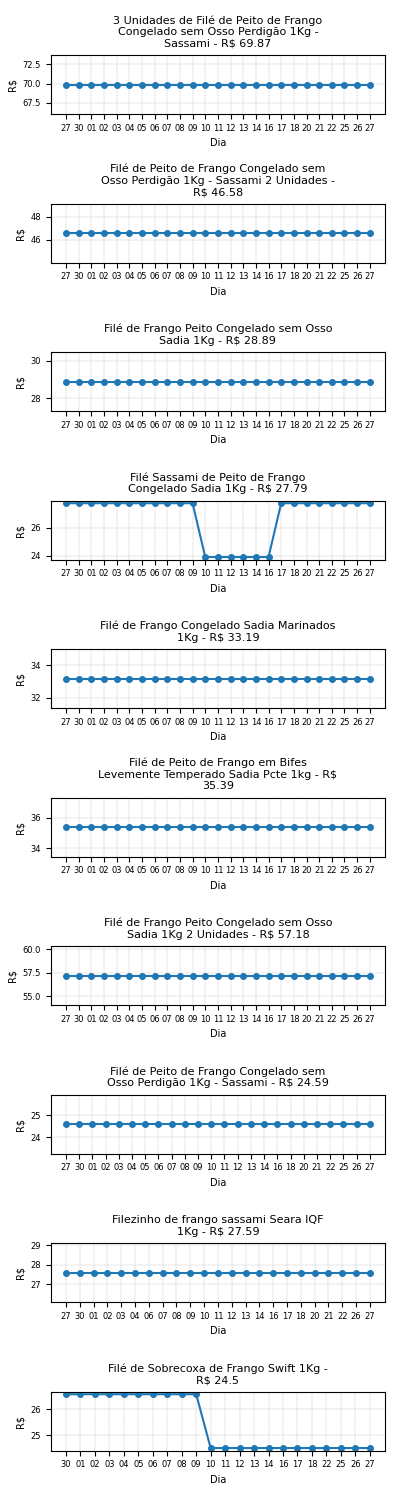 3 Unidades de Filé de Peito de Frango
Congelado sem Osso Perdigão 1Kg -
Sassami - R$ 69.87
72.5
70.0
67.5
R$
27 30 01 02 03 04 05 06 07 08 09 10 11 12 13 14 16 17 18 20 21 22 25 26 27
Dia
Filé de Peito de Frango Congelado sem
Osso Perdigão 1Kg - Sassami 2 Unidades -
R$ 46.58
48
46
R$
27 30 01 02 03 04 05 06 07 08 09 10 11 12 13 14 16 17 18 20 21 22 25 26 27
Dia
Filé de Frango Peito Congelado sem Osso
Sadia 1Kg - R$ 28.89
30
28
R$
27 30 01 02 03 04 05 06 07 08 09 10 11 12 13 14 16 17 18 20 21 22 25 26 27
Dia
Filé Sassami de Peito de Frango
Congelado Sadia 1Kg - R$ 27.79
26
24
R$
27 30 01 02 03 04 05 06 07 08 09 10 11 12 13 14 16 17 18 20 21 22 25 26 27
Dia
Filé de Frango Congelado Sadia Marinados
1Kg - R$ 33.19
34
32
R$
27 30 01 02 03 04 05 06 07 08 09 10 11 12 13 14 16 17 18 20 21 22 25 26 27
Dia
Filé de Peito de Frango em Bifes
Levemente Temperado Sadia Pcte 1kg - R$
35.39
36
34
R$
27 30 01 02 03 04 05 06 07 08 09 10 11 12 13 14 16 17 18 20 21 22 25 26 27
Dia
Filé de Frango Peito Congelado sem Osso
Sadia 1Kg 2 Unidades - R$ 57.18
60.0
57.5
55.0
R$
27 30 01 02 03 04 05 06 07 08 09 10 11 12 13 14 16 17 18 20 21 22 25 26 27
Dia
Filé de Peito de Frango Congelado sem
Osso Perdigão 1Kg - Sassami - R$ 24.59
25
24
R$
27 30 01 02 03 04 05 06 07 08 09 10 11 12 13 14 16 17 18 20 21 22 25 26 27
Dia
Filezinho de frango sassami Seara IQF
1Kg - R$ 27.59
29
28
27
R$
27 30 01 02 03 04 05 06 07 08 09 10 11 12 13 14 16 17 20 22 25 26 27
Dia
Filé de Sobrecoxa de Frango Swift 1Kg -
R$ 24.5
26
25
R$
30 01 02 03 04 05 06 07 08 09 10 11 12 13 14 16 17 18 20 21 22 26 27
Dia